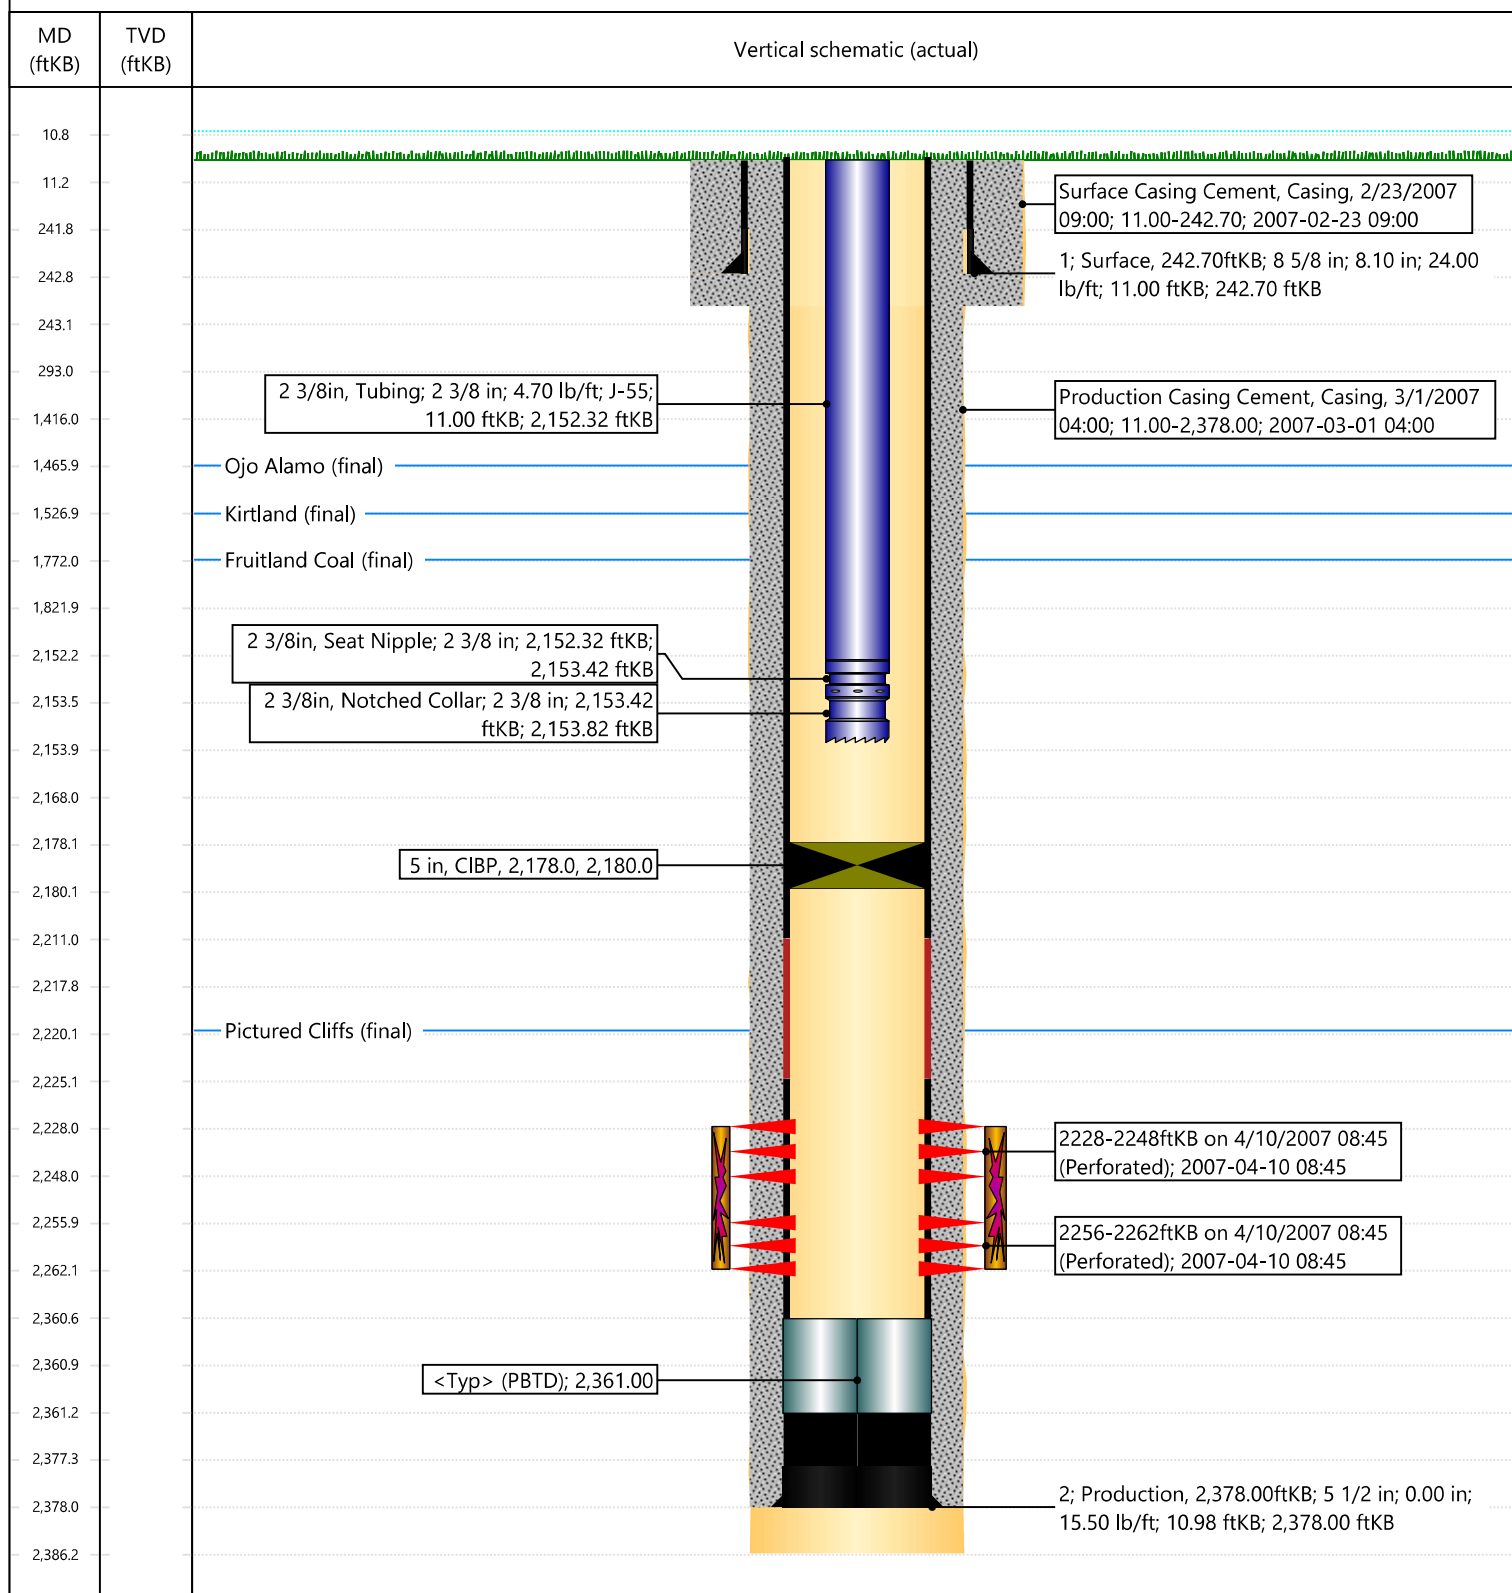 MD
(ftKB)
TVD
(ftKB)
Vertical schematic (actual)
10.8
11.2
Surface Casing Cement, Casing, 2/23/2007
09:00; 11.00-242.70; 2007-02-23 09:00
241.8
1; Surface, 242.70ftKB; 8 5/8 in; 8.10 in; 24.00
lb/ft; 11.00 ftKB; 242.70 ftKB
242.8
243.1
293.0
2 3/8in, Tubing; 2 3/8 in; 4.70 lb/ft; J-55;
11.00 ftKB; 2,152.32 ftKB
Production Casing Cement, Casing, 3/1/2007
04:00; 11.00-2,378.00; 2007-03-01 04:00
1,416.0
1,465.9
Ojo Alamo (final)
1,526.9
Kirtland (final)
1,772.0
Fruitland Coal (final)
1,821.9
2 3/8in, Seat Nipple; 2 3/8 in; 2,152.32 ftKB;
2,153.42 ftKB
2,152.2
2 3/8in, Notched Collar; 2 3/8 in; 2,153.42
ftKB; 2,153.82 ftKB
2,153.5
2,153.9
2,168.0
2,178.1
5 in, CIBP, 2,178.0, 2,180.0
2,180.1
2,211.0
2,217.8
2,220.1
Pictured Cliffs (final)
2,225.1
2,228.0
2228-2248ftKB on 4/10/2007 08:45
(Perforated); 2007-04-10 08:45
2,248.0
2,255.9
2256-2262ftKB on 4/10/2007 08:45
(Perforated); 2007-04-10 08:45
2,262.1
2,360.6
2,360.9
<Typ> (PBTD); 2,361.00
2,361.2
2,377.3
2,378.0
2; Production, 2,378.00ftKB; 5 1/2 in; 0.00 in;
15.50 lb/ft; 10.98 ftKB; 2,378.00 ftKB
2,386.2